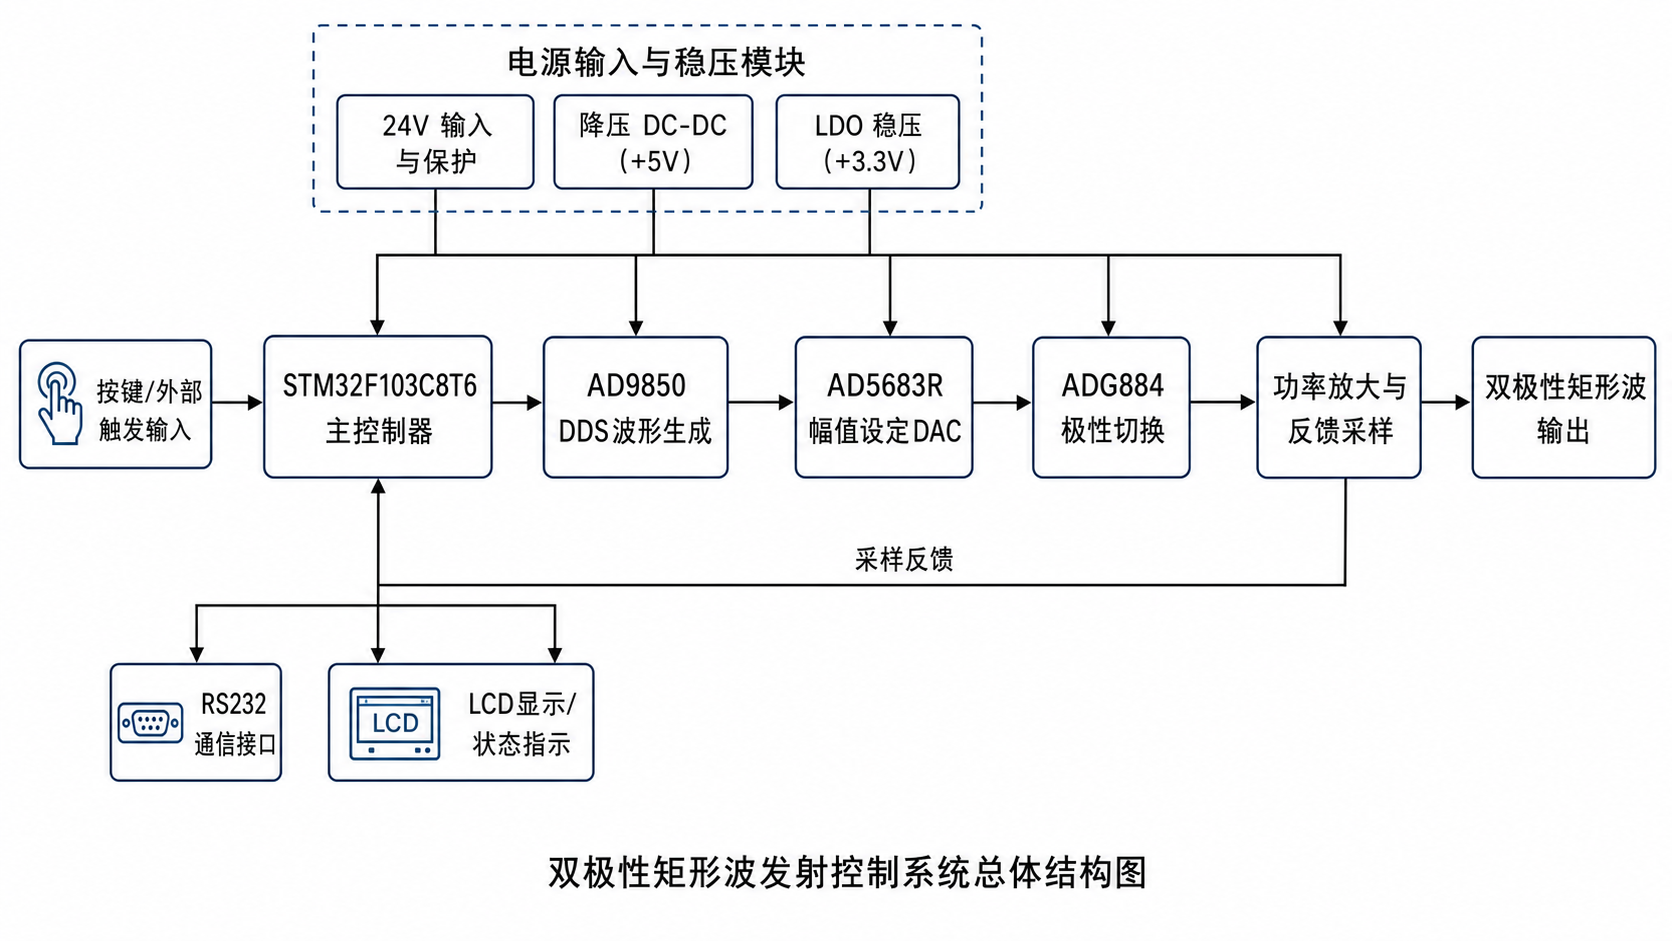 电源输入与稳压模块
24V 输入
与保护
降压 DC-DC
(+5V)
LDO 稳压
(+3.3V)
按键/外部
触发输入
STM32F103C8T6
主控制器
AD9850
DDS波形生成
AD5683R
幅值设定DAC
ADG884
极性切换
功率放大与
反馈采样
双极性矩形波
输出
采样反馈
RS232
通信接口
LCD
LCD显示/
状态指示
双极性矩形波发射控制系统总体结构图